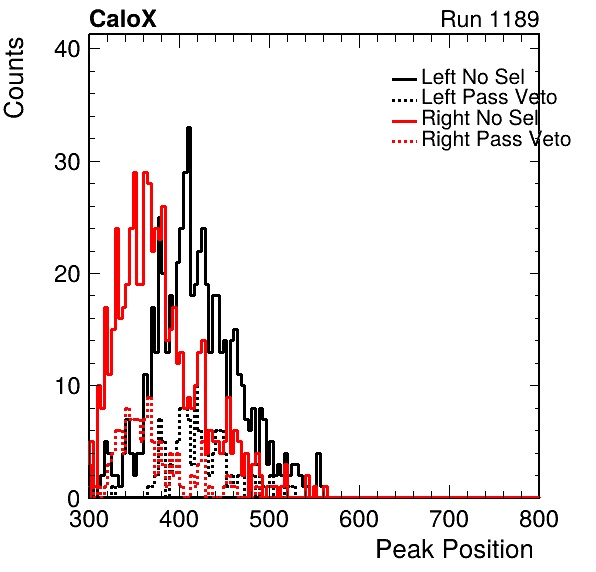 CaloX Run 1189
Counts
40
30
20
10
0
Left No Sel
Left Pass Veto
Right No Sel
Right Pass Veto
300 400 500 600 700 800
Peak Position